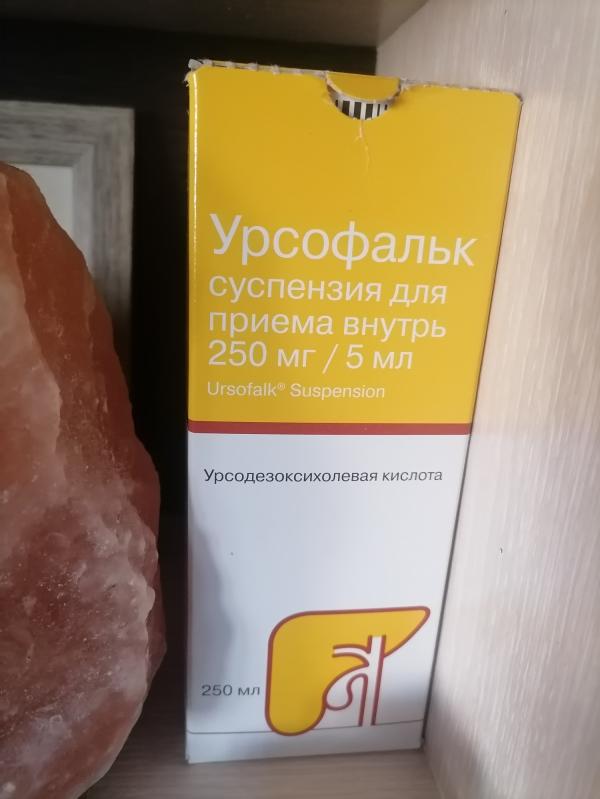 Урсофальк
суспензия для
приема внутрь
250 мг / 5 мл
Ursofalk® Suspension
Урсодезоксихолевая кислота
250 мл